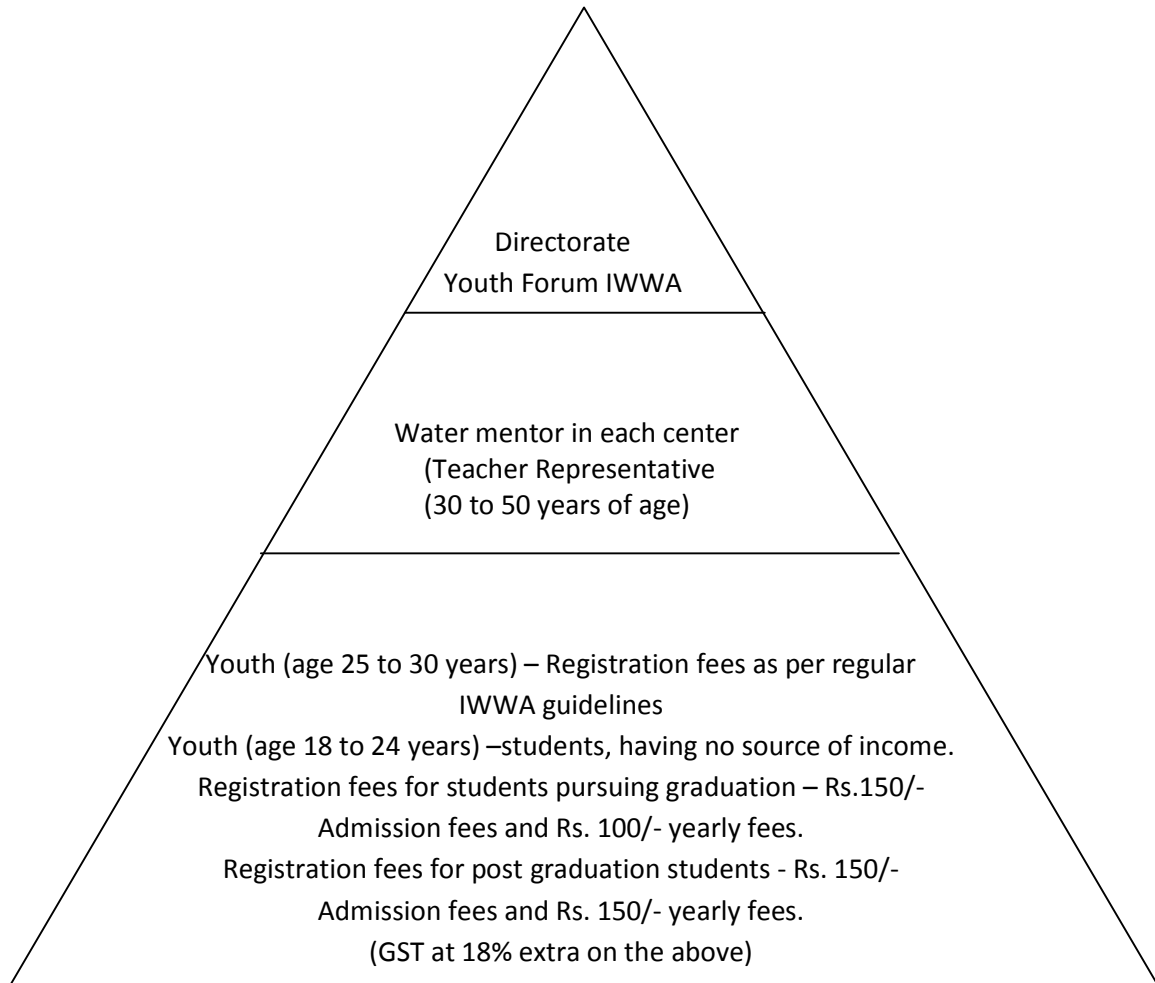 Directorate
Youth Forum IWWA
Water mentor in each center
(Teacher Representative
(30 to 50 years of age)
Youth (age 25 to 30 years) – Registration fees as per regular
IWWA guidelines
Youth (age 18 to 24 years) –students, having no source of income.
Registration fees for students pursuing graduation – Rs.150/-
Admission fees and Rs. 100/- yearly fees.
Registration fees for post graduation students - Rs. 150/-
Admission fees and Rs. 150/- yearly fees.
(GST at 18% extra on the above)